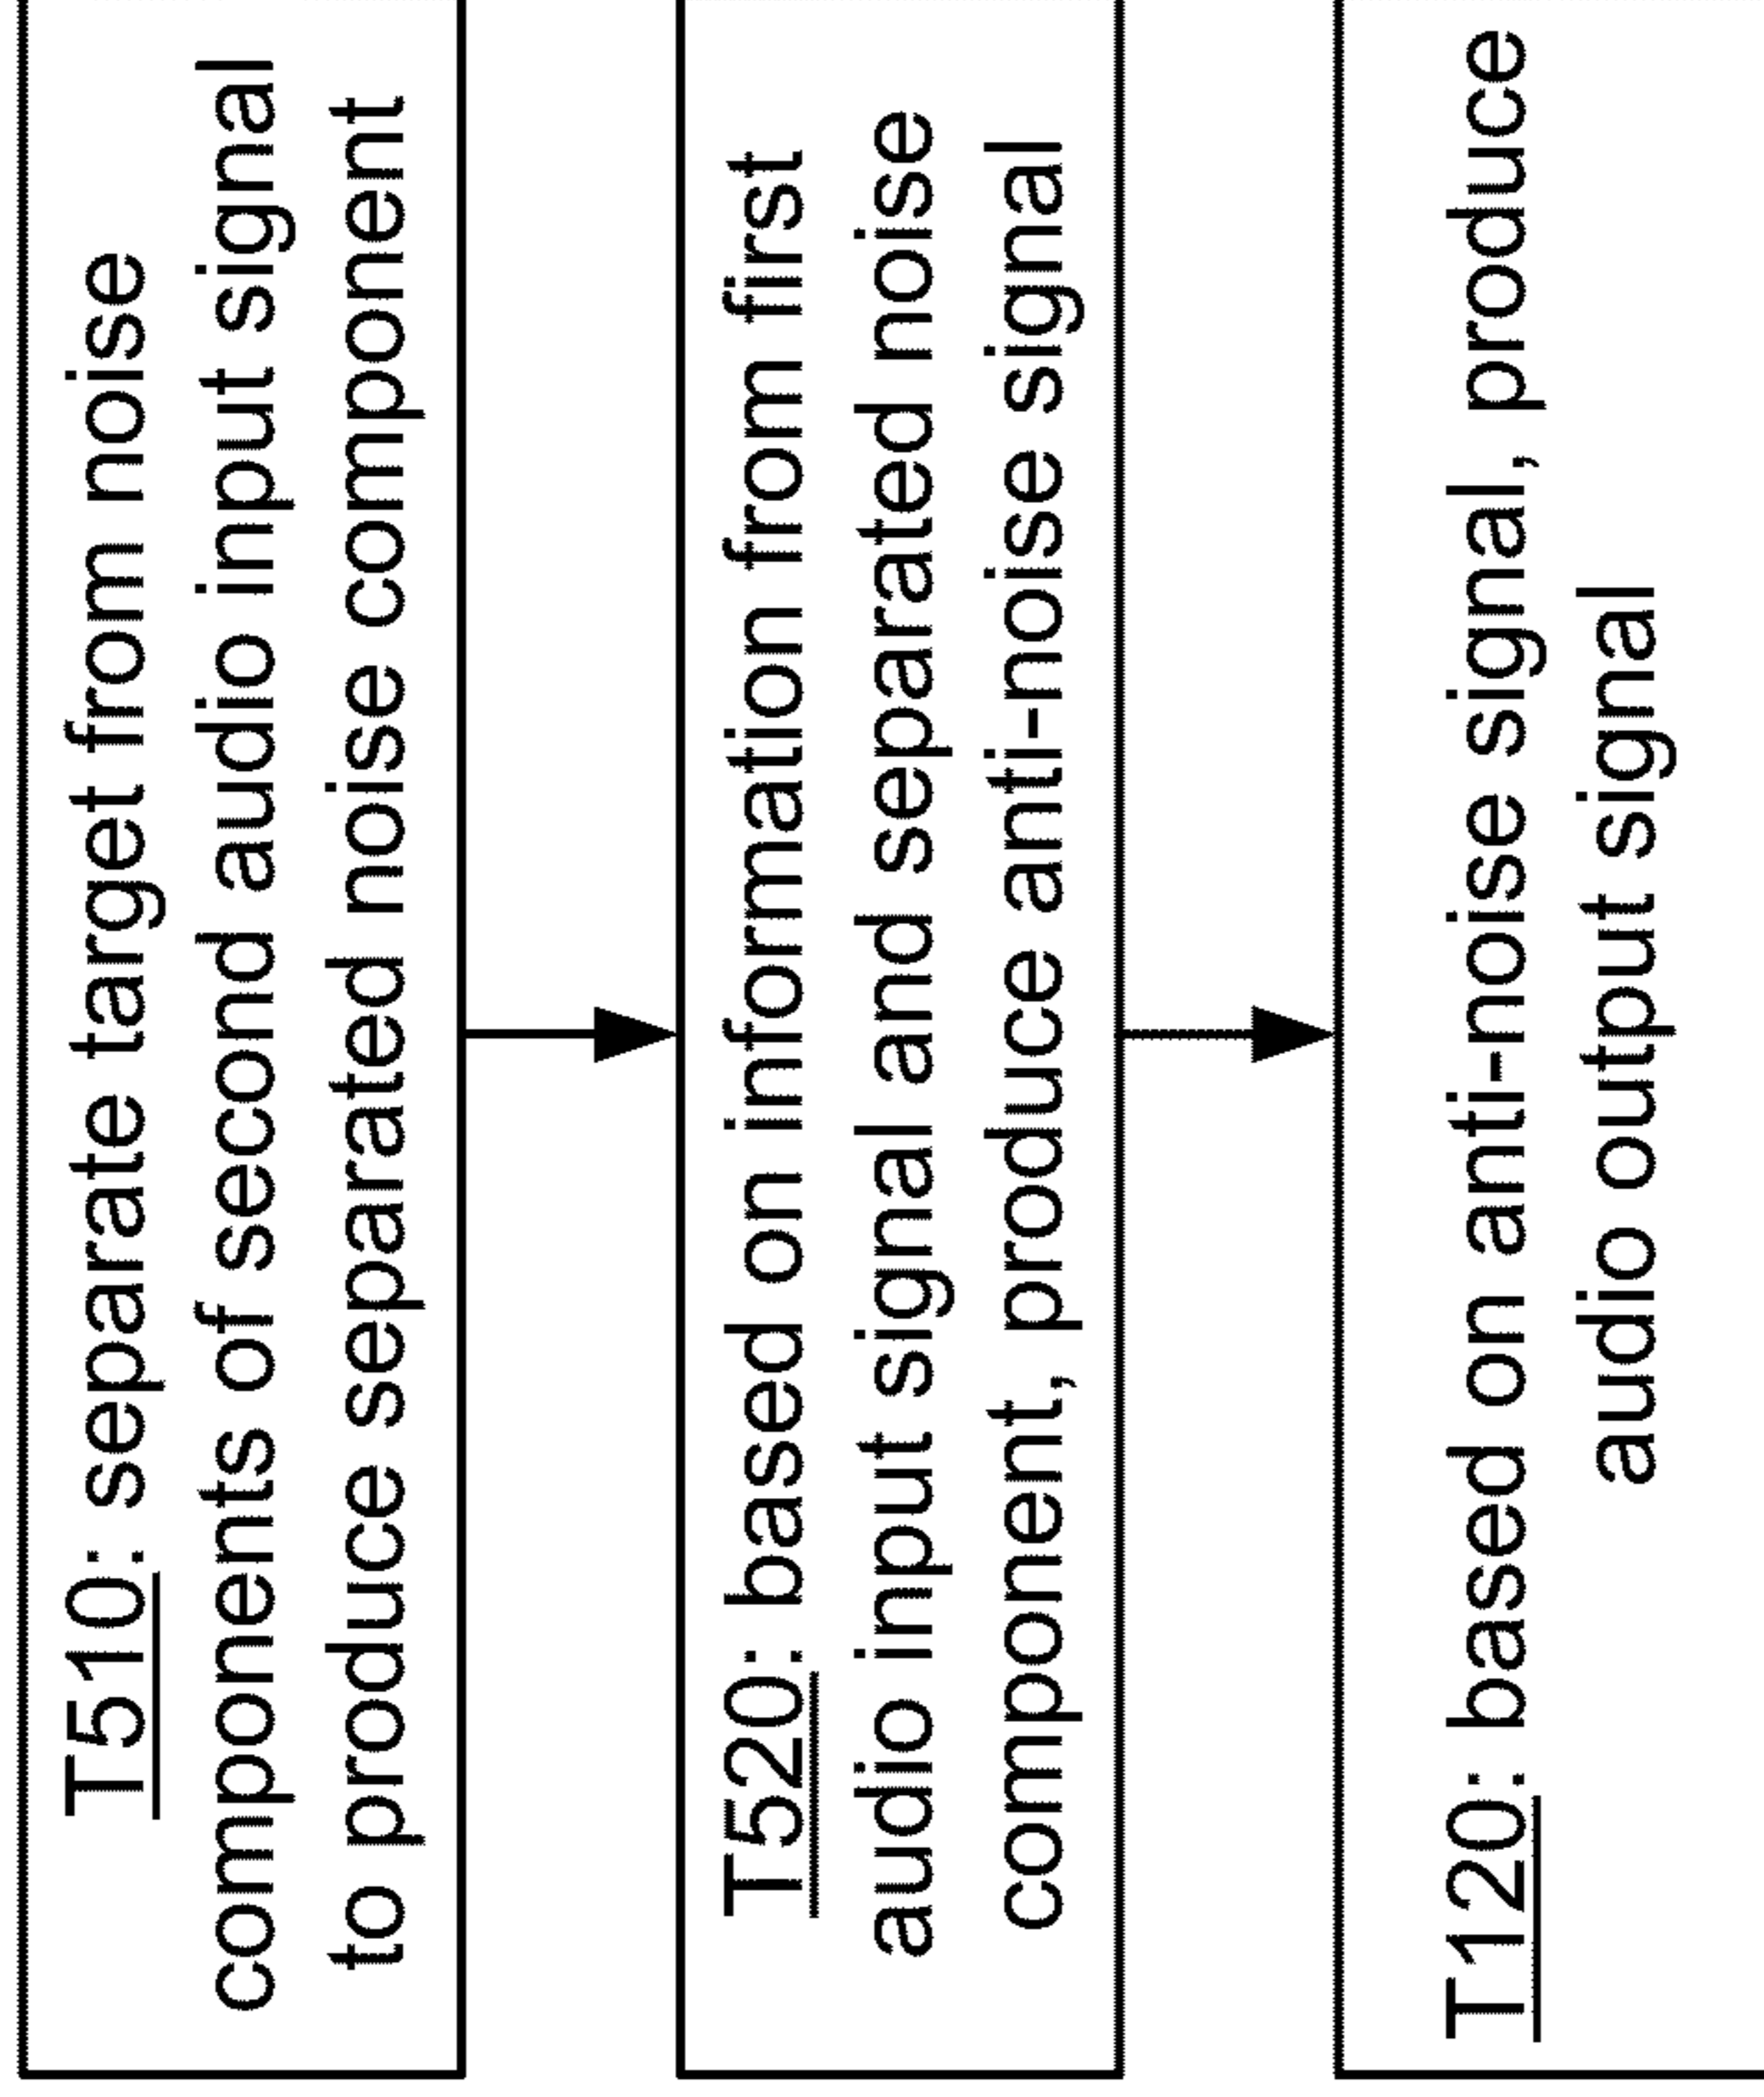 T510: separate target from noise
components of second audio input signal
to produce separated noise component
T520: based on information from first
audio input signal and separated noise
component, produce anti-noise signal
T120: based on anti-noise signal, produce
audio output signal